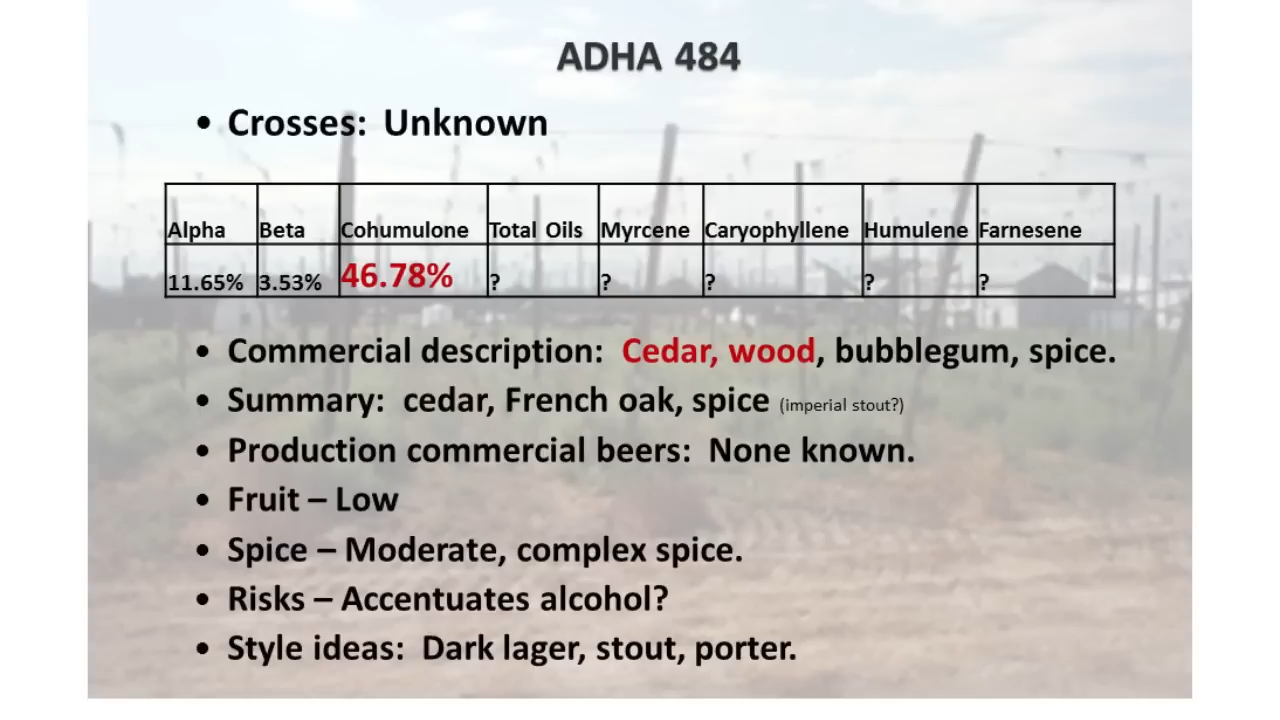 ADHA 484
• Crosses: Unknown
Alpha Beta Cohumulone Total Oils Myrcene Caryophyllene Humulene Farnesene
11.65% 3.53% 46.78% ? ? ? ? ?
• Commercial description: Cedar, wood, bubblegum, spice.
• Summary: cedar, French oak, spice (imperial stout?)
• Production commercial beers: None known.
• Fruit – Low
• Spice – Moderate, complex spice.
• Risks – Accentuates alcohol?
• Style ideas: Dark lager, stout, porter.